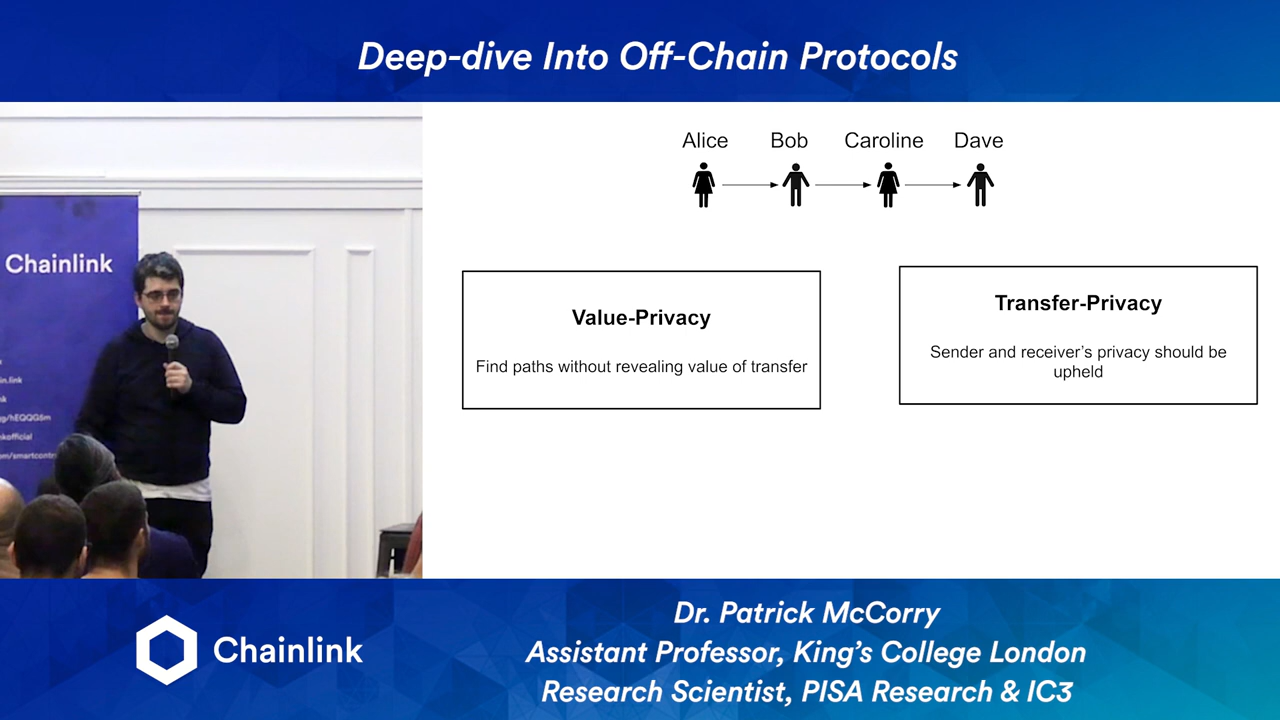 Deep-dive Into Off-Chain Protocols
Alice Bob Caroline Dave
Chainlink
Value-Privacy
Find paths without revealing value of transfer
Transfer-Privacy
Sender and receiver's privacy should be
upheld
Chainlink
Dr. Patrick McCorry
Assistant Professor, King's College London
Research Scientist, PISA Research & IC3